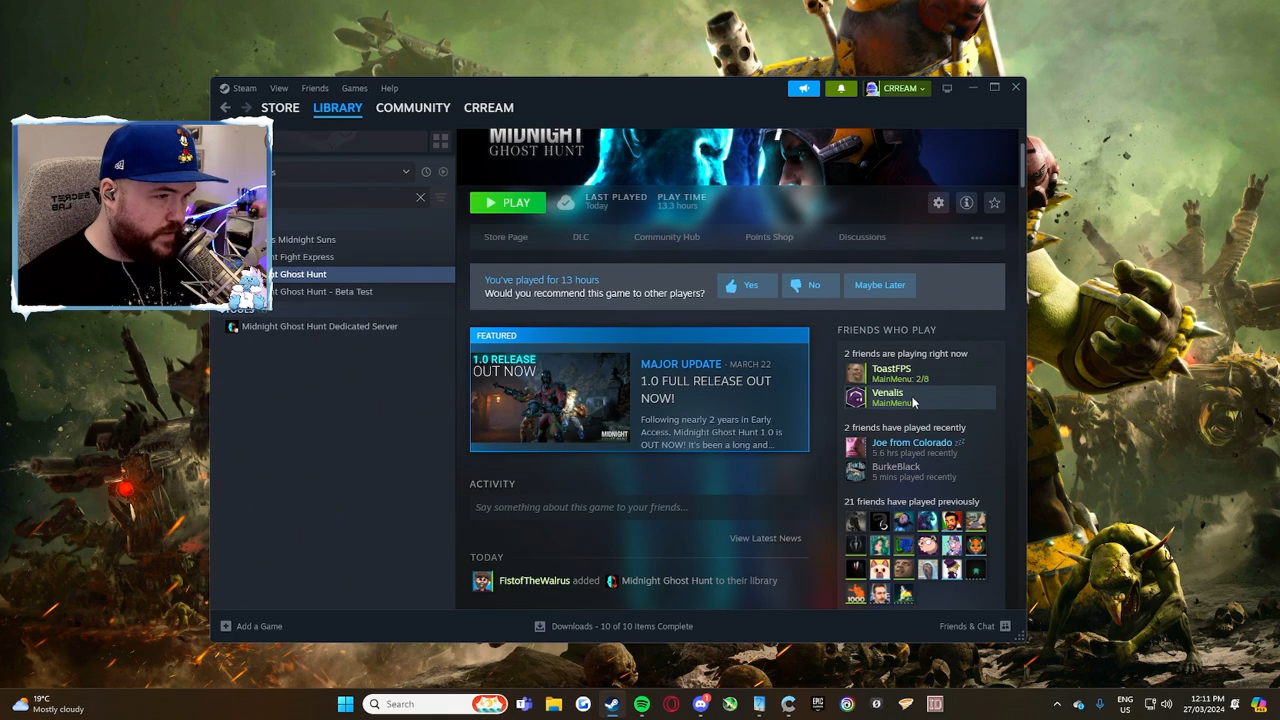 Steam View Friends Games Help
CRREAM
STORE LIBRARY COMMUNITY CRREAM
SECRET LAB
MIDNIGHT
GHOST HUNT
PLAY
LAST PLAYED
Today
PLAY TIME
13.3 hours
Store Page DLC Community Hub Points Shop Discussions
s Midnight Suns
t Fight Express
t Ghost Hunt
t Ghost Hunt - Beta Test
Midnight Ghost Hunt Dedicated Server
You've played for 13 hours
Would you recommend this game to other players?
Yes
No
Maybe Later
FEATURED
1.0 RELEASE
OUT NOW
MIDNIGHT
MAJOR UPDATE - MARCH 22
1.0 FULL RELEASE OUT
NOW!
Following nearly 2 years in Early
Access, Midnight Ghost Hunt 1.0 is
OUT NOW! It's been a long and...
FRIENDS WHO PLAY
2 friends are playing right now
ToastFPS
MainMenu: 2/8
Venalis
MainMenu
2 friends have played recently
Joe from Colorado zzz
5.6 hrs played recently
BurkeBlack
5 mins played recently
21 friends have played previously
1000
ACTIVITY
Say something about this game to your friends...
View Latest News
TODAY
FistofTheWalrus added Midnight Ghost Hunt to their library
Add a Game
Downloads - 10 of 10 Items Complete
Friends & Chat
19°C
Mostly cloudy
Search
1
EPIC
ENG
US
12:11 PM
27/03/2024